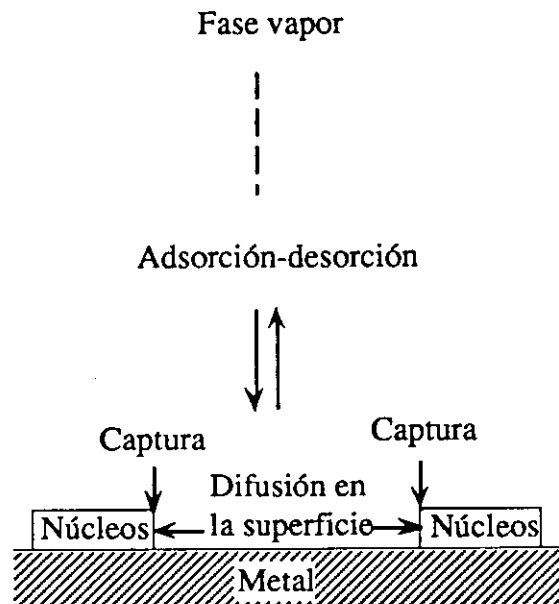 Fase vapor
Adsorción-desorción
Captura
Captura
Difusión en
la superficie
Núcleos
Núcleos
Metal